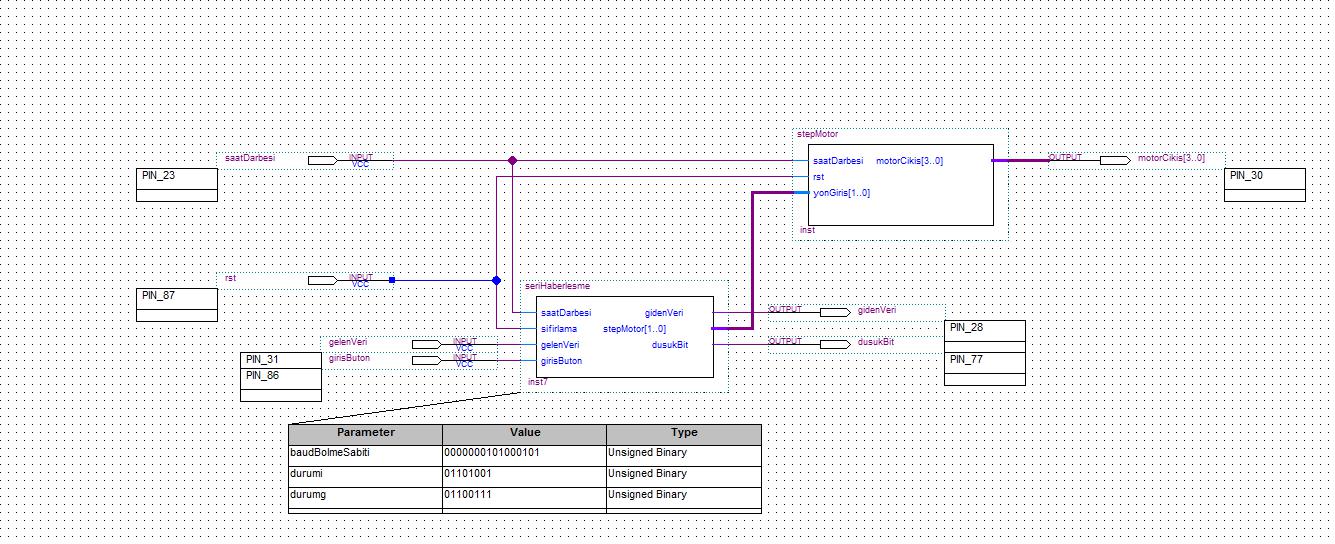 stepMotor
saatDarbesi
INPUT
VCC
PIN_23
saatDarbesi motorCikis[3..0]
rst
yonGiris[1..0]
inst
OUTPUT
motorCikis[3..0]
PIN_30
rst
INPUT
VCC
PIN_87
seriHaberlesme
saatDarbesi gidenVeri
sifirlama stepMotor[1..0]
gelenVeri dusukBit
girisButon
inst7
gelenVeri
INPUT
VCC
girisButon
INPUT
VCC
PIN_31
PIN_86
OUTPUT
gidenVeri
OUTPUT
dusukBit
PIN_28
PIN_77
Parameter Value Type
baudBolmeSabiti 0000000101000101 Unsigned Binary
durumi 01101001 Unsigned Binary
durumg 01100111 Unsigned Binary